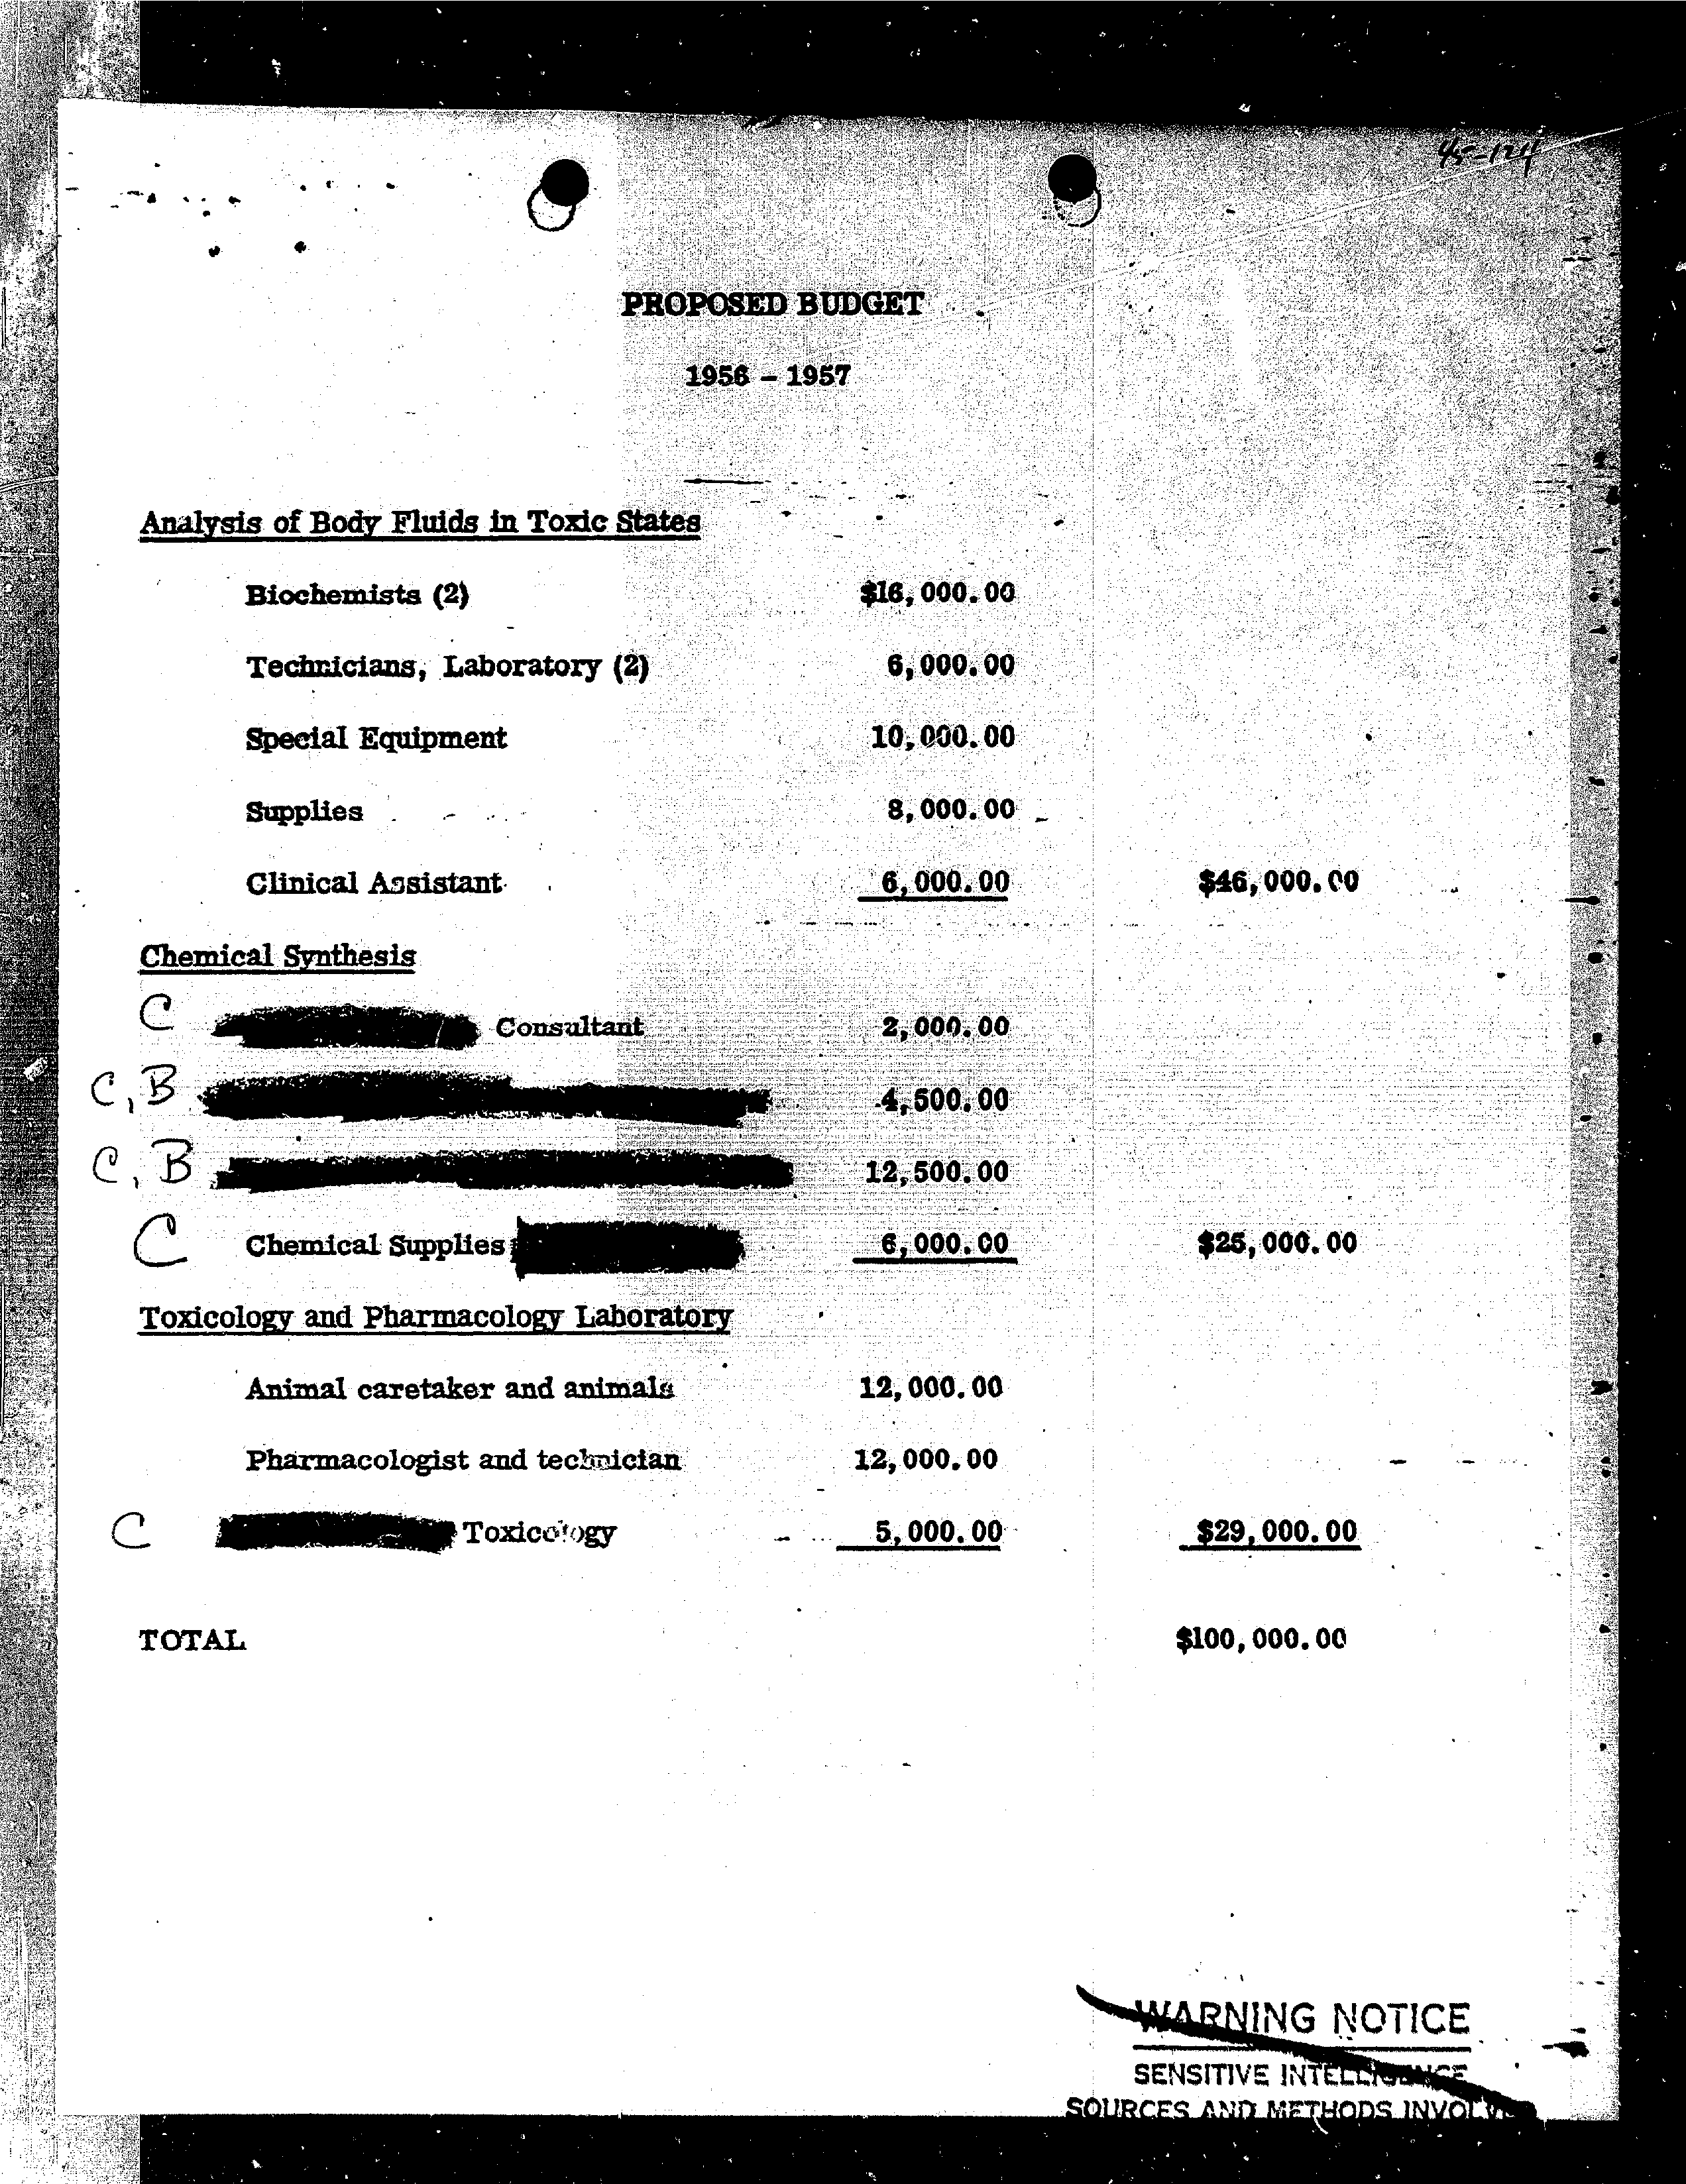 45-124
PROPOSED BUDGET
1956 - 1957
Analysis of Body Fluids in Toxic States
Biochemists (2) $16,000.00
Technicians, Laboratory (2) 6,000.00
Special Equipment 10,000.00
Supplies 8,000.00
Clinical Assistant 6,000.00 $46,000.00
Chemical Synthesis
C Consultant 2,000.00
C, B 4,500.00
C, B 12,500.00
C Chemical Supplies 6,000.00 $25,000.00
Toxicology and Pharmacology Laboratory
Animal caretaker and animals 12,000.00
Pharmacologist and technician 12,000.00
C Toxicology 5,000.00 $29,000.00
TOTAL $100,000.00
WARNING NOTICE
SENSITIVE INTELLIGENCE
SOURCES AND METHODS INVOLVED